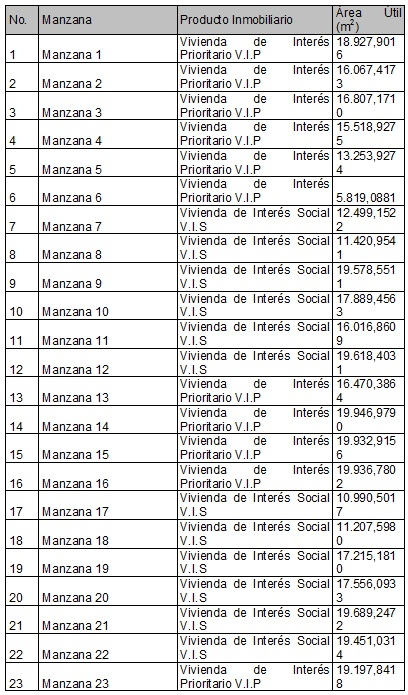 No. Manzana Producto Inmobiliario Área Útil (m²)
1 Manzana 1 Vivienda de Interés Prioritario V.I.P 18.927,9016
2 Manzana 2 Vivienda de Interés Prioritario V.I.P 16.067,4173
3 Manzana 3 Vivienda de Interés Prioritario V.I.P 16.807,1710
4 Manzana 4 Vivienda de Interés Prioritario V.I.P 15.518,9275
5 Manzana 5 Vivienda de Interés Prioritario V.I.P 13.253,9274
6 Manzana 6 Vivienda de Interés Prioritario V.I.P 5.819,0881
7 Manzana 7 Vivienda de Interés Social V.I.S 12.499,1522
8 Manzana 8 Vivienda de Interés Social V.I.S 11.420,9541
9 Manzana 9 Vivienda de Interés Social V.I.S 19.578,5511
10 Manzana 10 Vivienda de Interés Social V.I.S 17.889,4563
11 Manzana 11 Vivienda de Interés Social V.I.S 16.016,8609
12 Manzana 12 Vivienda de Interés Social V.I.S 19.618,4031
13 Manzana 13 Vivienda de Interés Prioritario V.I.P 16.470,3864
14 Manzana 14 Vivienda de Interés Prioritario V.I.P 19.946,9790
15 Manzana 15 Vivienda de Interés Prioritario V.I.P 19.932,9156
16 Manzana 16 Vivienda de Interés Prioritario V.I.P 19.936,7802
17 Manzana 17 Vivienda de Interés Social V.I.S 10.990,5017
18 Manzana 18 Vivienda de Interés Social V.I.S 11.207,5980
19 Manzana 19 Vivienda de Interés Social V.I.S 17.215,1810
20 Manzana 20 Vivienda de Interés Social V.I.S 17.556,0933
21 Manzana 21 Vivienda de Interés Social V.I.S 19.689,2472
22 Manzana 22 Vivienda de Interés Social V.I.S 19.451,0314
23 Manzana 23 Vivienda de Interés Prioritario V.I.P 19.197,8418